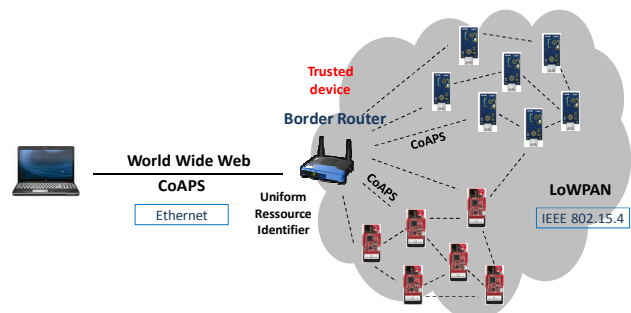 Trusted
device
Border Router
CoAPS
World Wide Web
CoAPS
Ethernet
CoAPS
Uniform
Ressource
Identifier
LoWPAN
IEEE 802.15.4